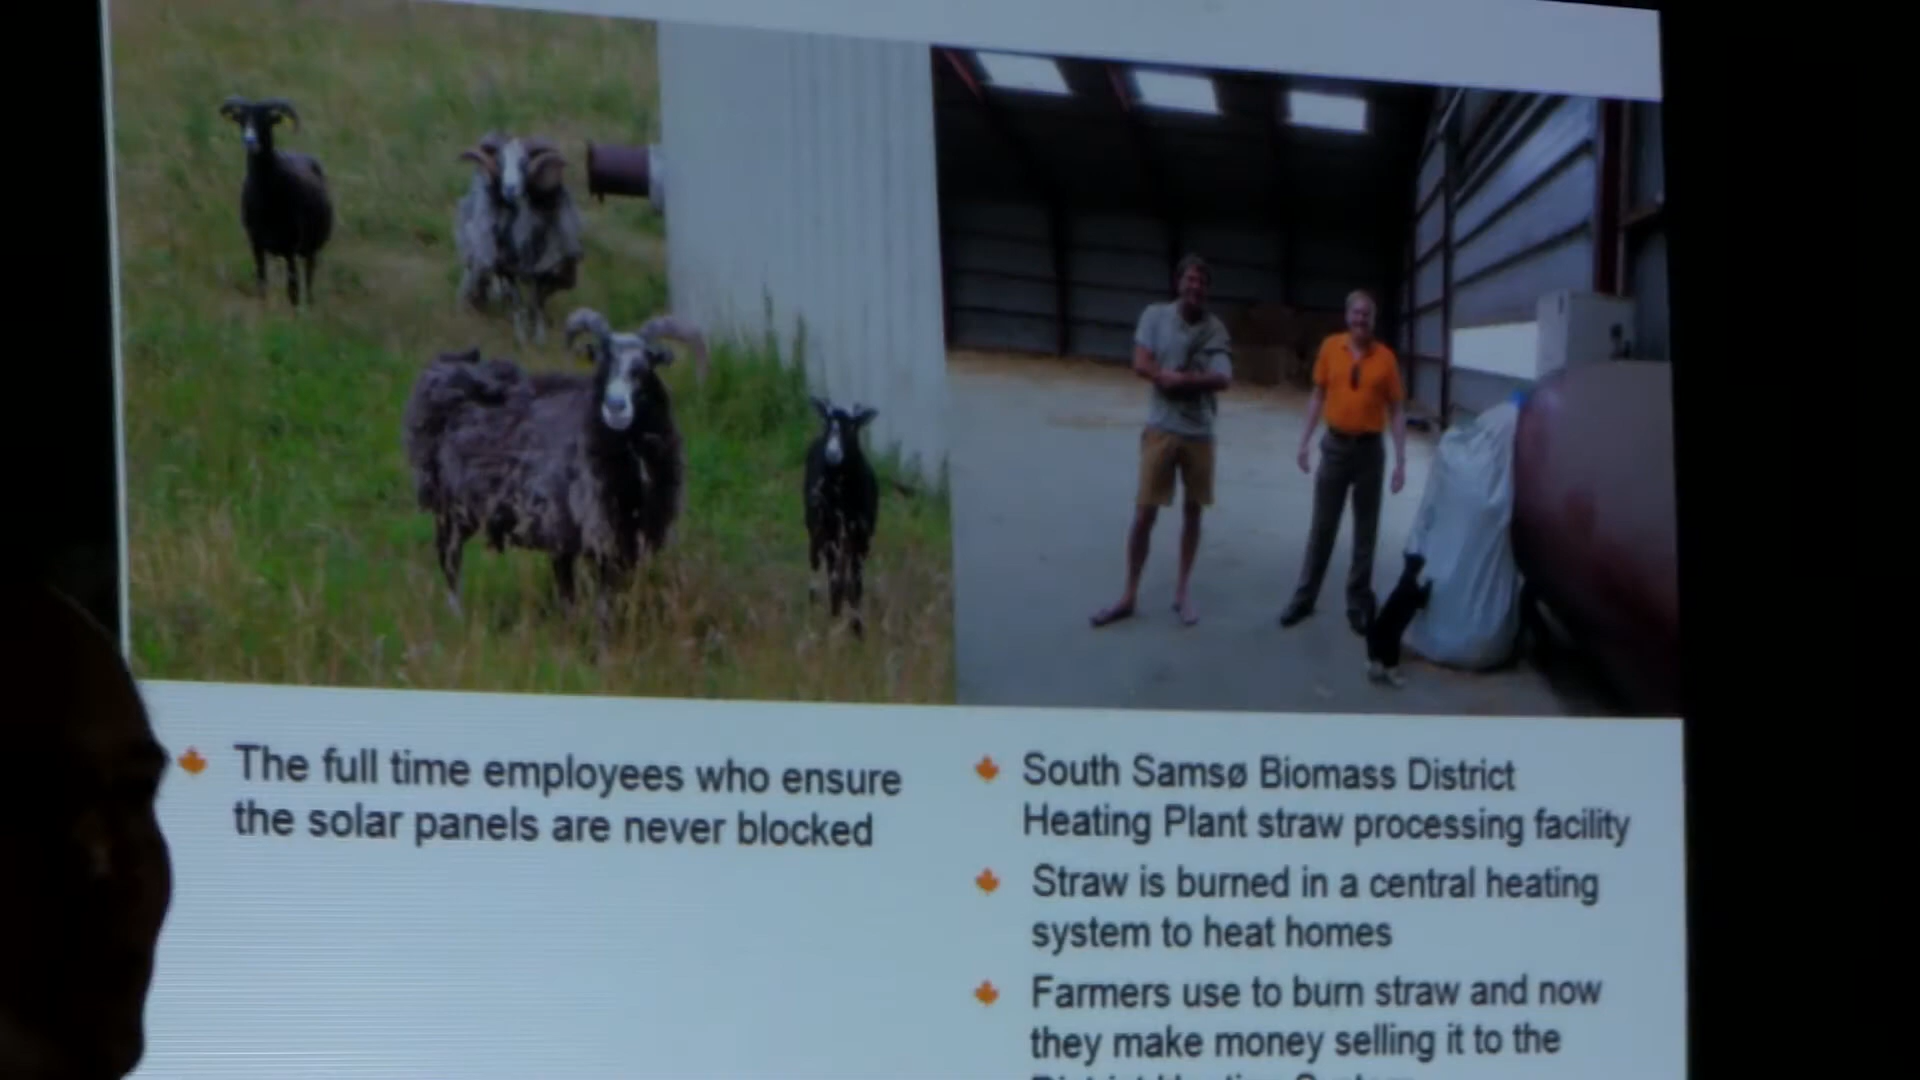 The full time employees who ensure
the solar panels are never blocked
South Samsø Biomass District
Heating Plant straw processing facility
Straw is burned in a central heating
system to heat homes
Farmers use to burn straw and now
they make money selling it to the